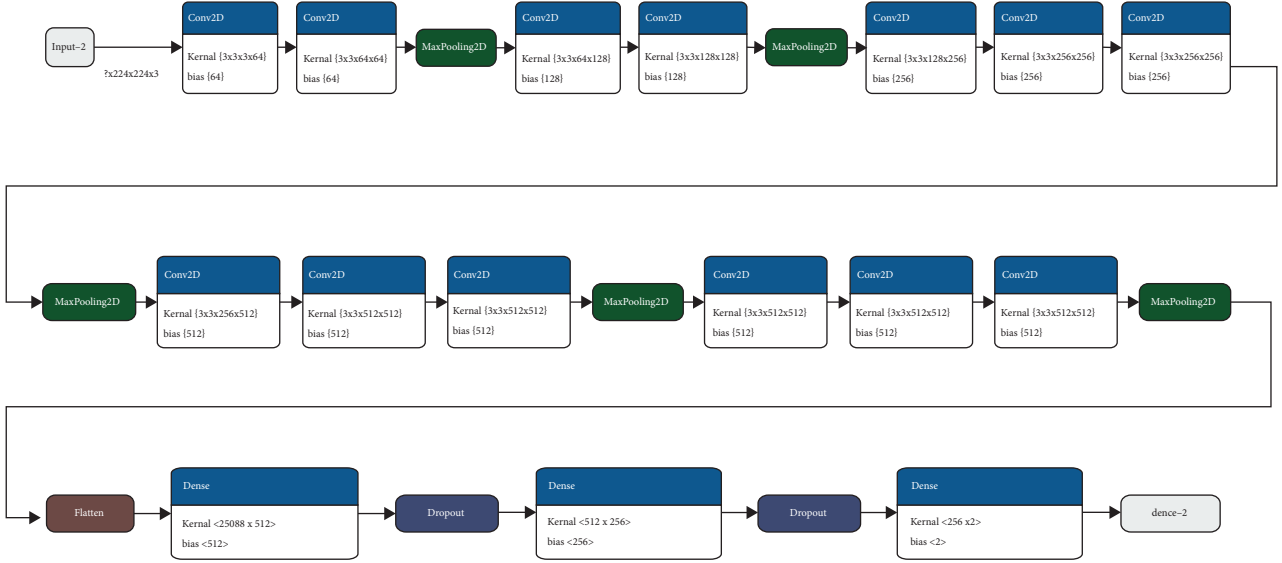 Input-2
?x224x224x3
Conv2D
Kernal {3x3x3x64}
bias {64}
Conv2D
Kernal {3x3x64x64}
bias {64}
MaxPooling2D
Conv2D
Kernal {3x3x64x128}
bias {128}
Conv2D
Kernal {3x3x128x128}
bias {128}
MaxPooling2D
Conv2D
Kernal {3x3x128x256}
bias {256}
Conv2D
Kernal {3x3x256x256}
bias {256}
Conv2D
Kernal {3x3x256x256}
bias {256}
MaxPooling2D
Conv2D
Kernal {3x3x256x512}
bias {512}
Conv2D
Kernal {3x3x512x512}
bias {512}
Conv2D
Kernal {3x3x512x512}
bias {512}
MaxPooling2D
Conv2D
Kernal {3x3x512x512}
bias {512}
Conv2D
Kernal {3x3x512x512}
bias {512}
Conv2D
Kernal {3x3x512x512}
bias {512}
MaxPooling2D
Flatten
Dense
Kernal <25088 x 512>
bias <512>
Dropout
Dense
Kernal <512 x 256>
bias <256>
Dropout
Dense
Kernal <256 x2>
bias <2>
dence-2